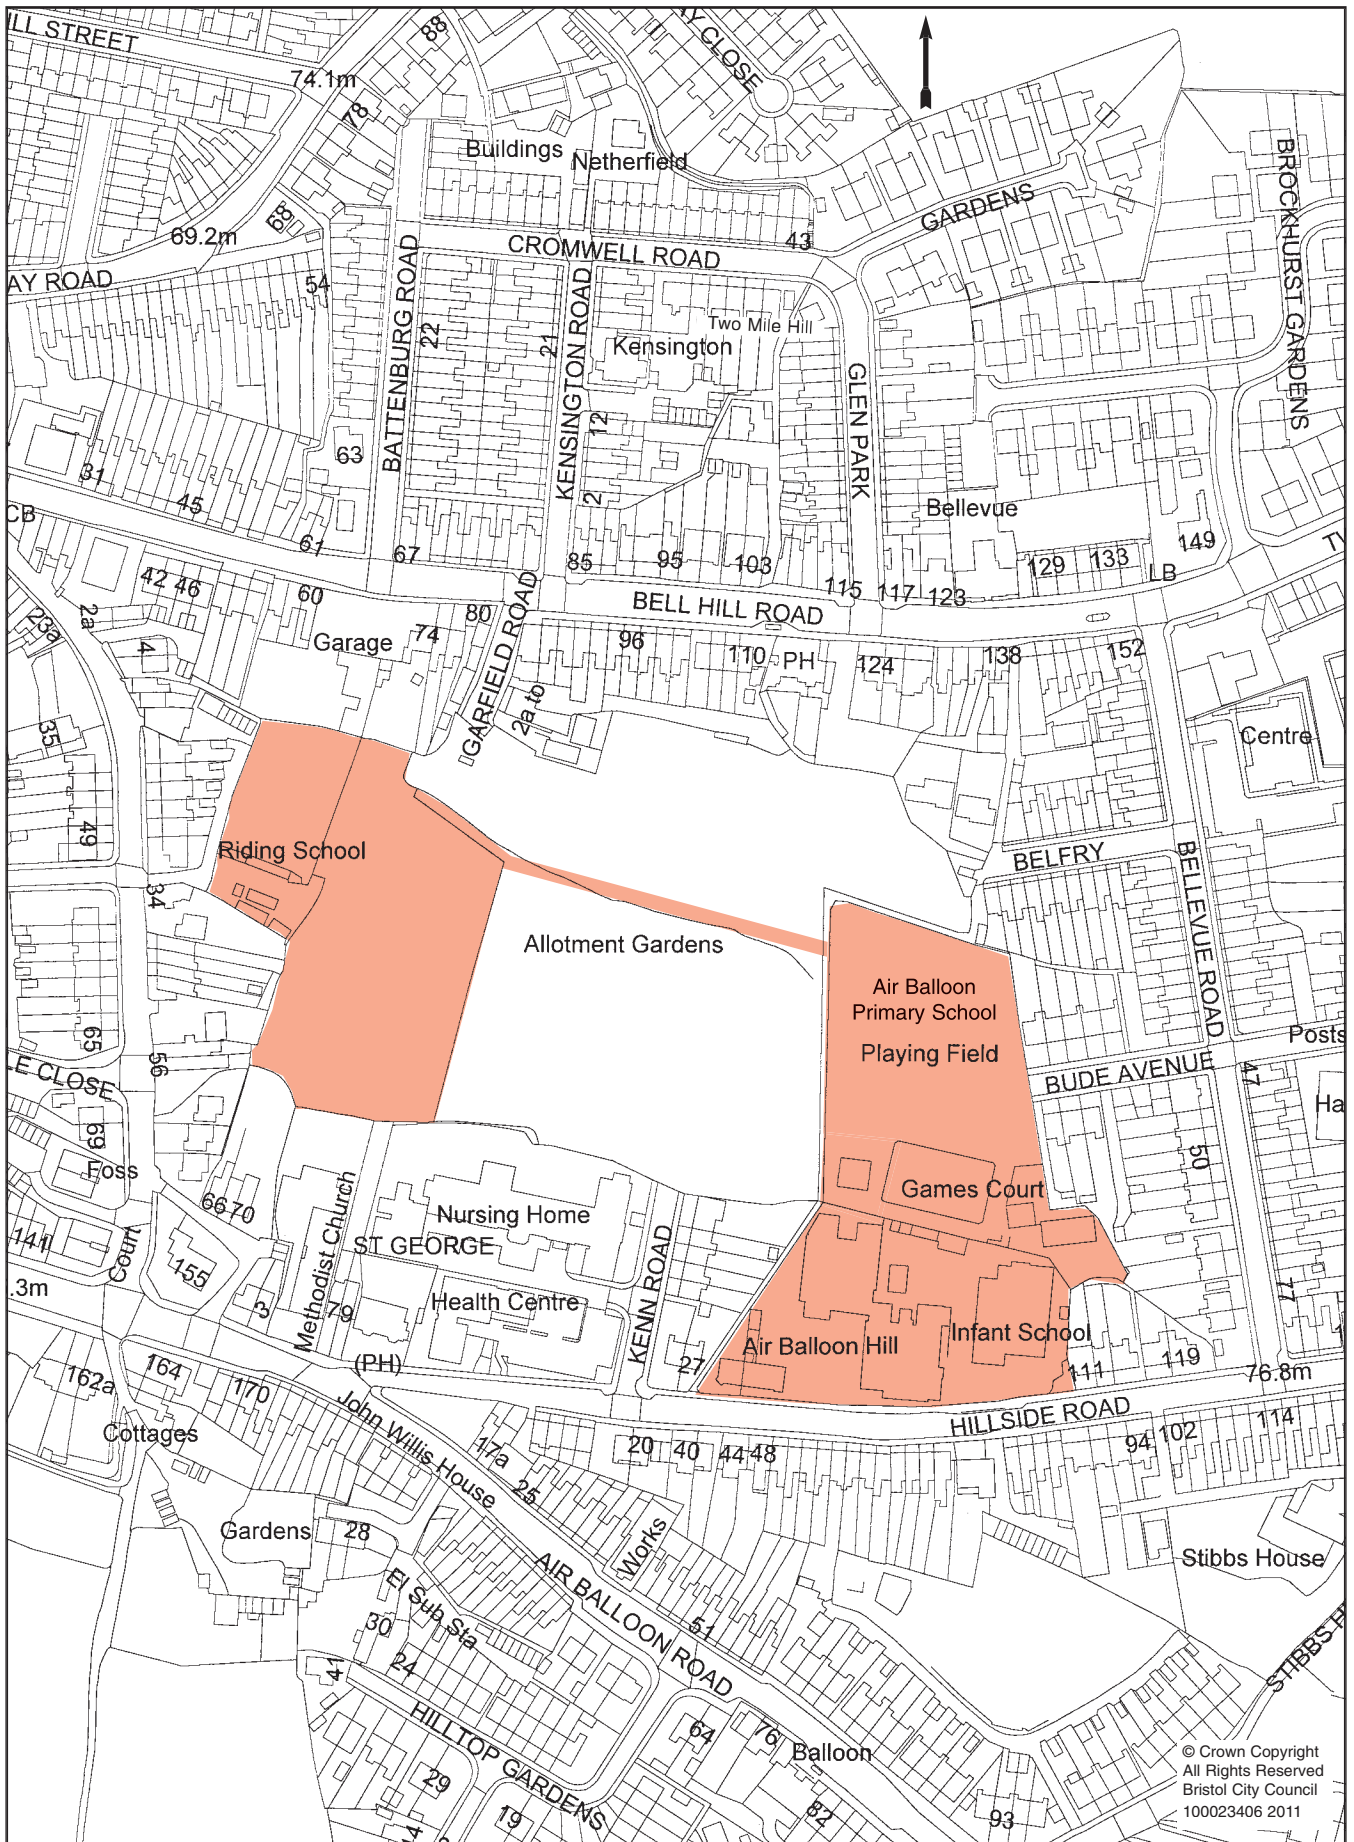 ILL STREET
88
Y CLOSE
74.1m
78
Buildings
Netherfield
BROCKHURST GARDENS
68
69.2m
GARDENS
43
CROMWELL ROAD
AY ROAD
54
BATTENBURG ROAD
22
21
KENSINGTON ROAD
Two Mile Hill
Kensington
GLEN PARK
12
63
31
45
2
Bellevue
CB
61
67
85
95
103
149
TV
129
133
LB
42 46
60
115
117
123
80
BELL HILL ROAD
23a
2a
4
Garage
74
GARFIELD ROAD
96
110
PH
124
138
152
2a to
35
Centre
49
Riding School
BELFRY
BELLEVUE ROAD
34
Allotment Gardens
Air Balloon
Primary School
Playing Field
65
56
Posts
LE CLOSE
BUDE AVENUE
47
Ha
69
Foss
50
66 70
Methodist Church
Nursing Home
Games Court
141
Court
155
ST GEORGE
KENN ROAD
.3m
3
79
Health Centre
77
Air Balloon Hill
Infant School
(PH)
27
111
119
76.8m
162a
164
170
John Willis House
HILLSIDE ROAD
114
Cottages
17a
20
40
44 48
94
102
25
Gardens
28
Works
Stibbs House
El Sub Sta
AIR BALLOON ROAD
30
51
24
41
STIBBS H
HILLTOP GARDENS
64
76
Balloon
29
19
82
93
14
© Crown Copyright
All Rights Reserved
Bristol City Council
100023406 2011